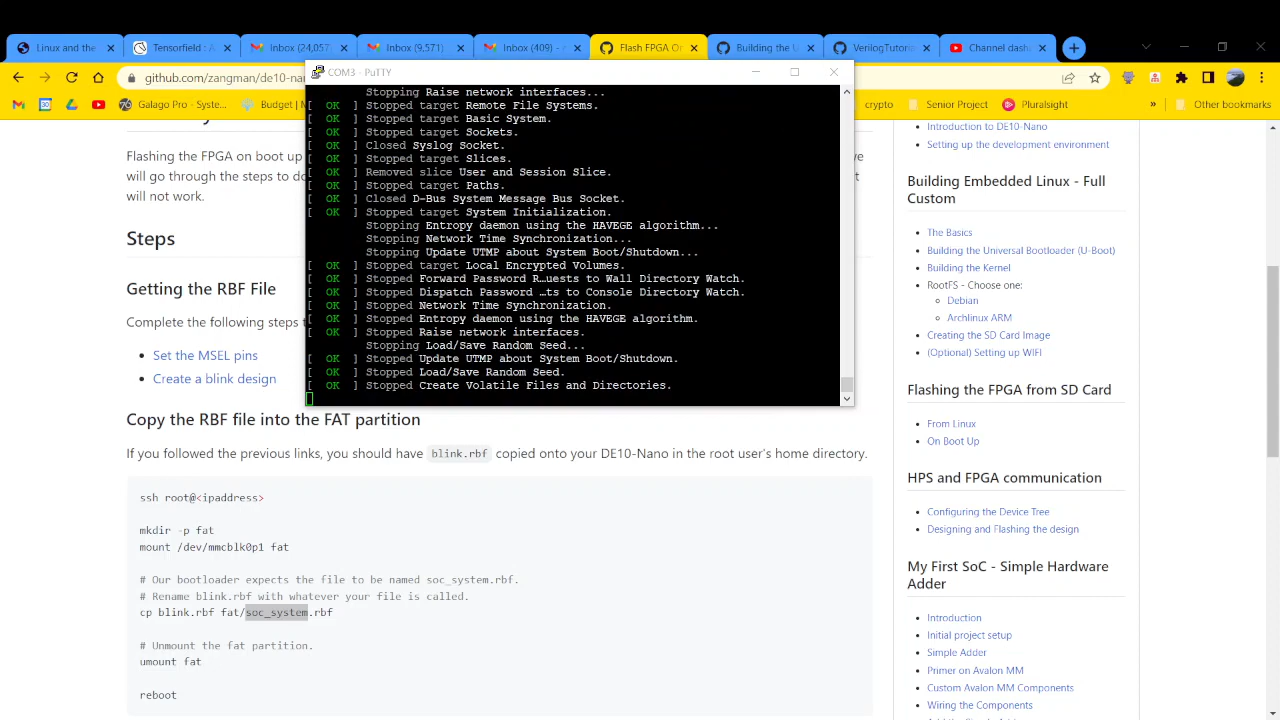 Linux and the
Tensorfield : A
Inbox (24,057
Inbox (9,571)
Inbox (409) - a
Flash FPGA On
Building the U
VerilogTutoria
Channel dash
github.com/zangman/de10-nan
Galago Pro - Syste...
Budget | M
crypto
Senior Project
Pluralsight
»
Other bookmarks
COM3 - PuTTY
Stopping Raise network interfaces...
[ OK ] Stopped target Remote File Systems.
[ OK ] Stopped target Basic System.
[ OK ] Stopped target Sockets.
[ OK ] Closed Syslog Socket.
[ OK ] Stopped target Slices.
[ OK ] Removed slice User and Session Slice.
[ OK ] Stopped target Paths.
[ OK ] Closed D-Bus System Message Bus Socket.
[ OK ] Stopped target System Initialization.
Stopping Entropy daemon using the HAVEGE algorithm...
Stopping Network Time Synchronization...
Stopping Update UTMP about System Boot/Shutdown...
[ OK ] Stopped target Local Encrypted Volumes.
[ OK ] Stopped Forward Password R…uests to Wall Directory Watch.
[ OK ] Stopped Dispatch Password …ts to Console Directory Watch.
[ OK ] Stopped Network Time Synchronization.
[ OK ] Stopped Entropy daemon using the HAVEGE algorithm.
[ OK ] Stopped Raise network interfaces.
Stopping Load/Save Random Seed...
[ OK ] Stopped Update UTMP about System Boot/Shutdown.
[ OK ] Stopped Load/Save Random Seed.
[ OK ] Stopped Create Volatile Files and Directories.
Flashing the FPGA on boot up
we
will go through the steps to do
it
will not work.
Steps
Getting the RBF File
Complete the following steps t
Set the MSEL pins
Create a blink design
Copy the RBF file into the FAT partition
If you followed the previous links, you should have blink.rbf copied onto your DE10-Nano in the root user's home directory.
ssh root@<ipaddress>
mkdir -p fat
mount /dev/mmcblk0p1 fat
# Our bootloader expects the file to be named soc_system.rbf.
# Rename blink.rbf with whatever your file is called.
cp blink.rbf fat/soc_system.rbf
# Unmount the fat partition.
umount fat
reboot
Introduction to DE10-Nano
Setting up the development environment
Building Embedded Linux - Full
Custom
The Basics
Building the Universal Bootloader (U-Boot)
Building the Kernel
RootFS - Choose one:
Debian
Archlinux ARM
Creating the SD Card Image
(Optional) Setting up WIFI
Flashing the FPGA from SD Card
From Linux
On Boot Up
HPS and FPGA communication
Configuring the Device Tree
Designing and Flashing the design
My First SoC - Simple Hardware
Adder
Introduction
Initial project setup
Simple Adder
Primer on Avalon MM
Custom Avalon MM Components
Wiring the Components